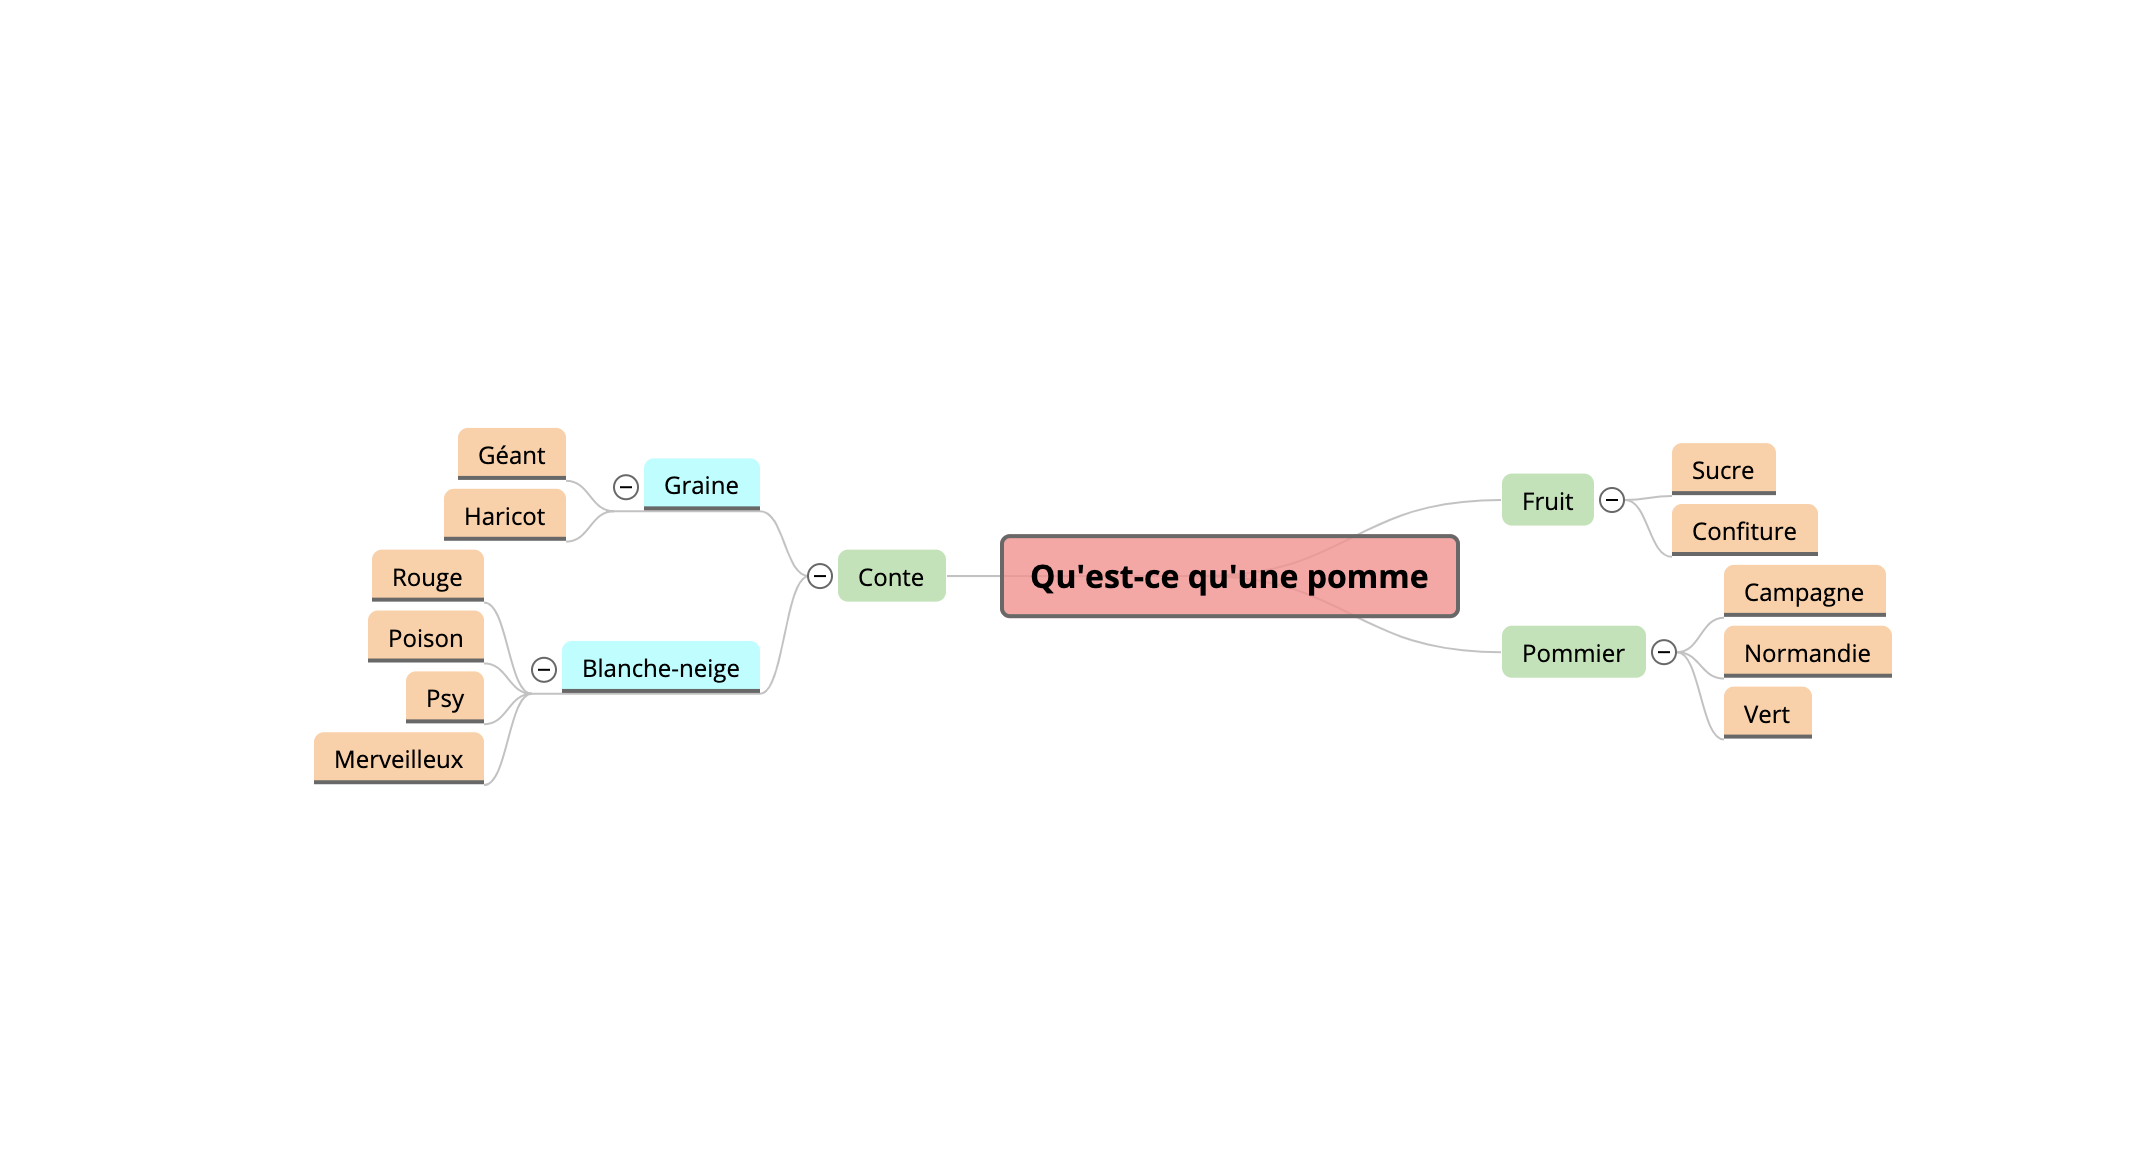 Qu'est-ce qu'une pomme
Fruit
Sucre
Confiture
Pommier
Campagne
Normandie
Vert
Conte
Graine
Géant
Haricot
Blanche-neige
Rouge
Poison
Psy
Merveilleux